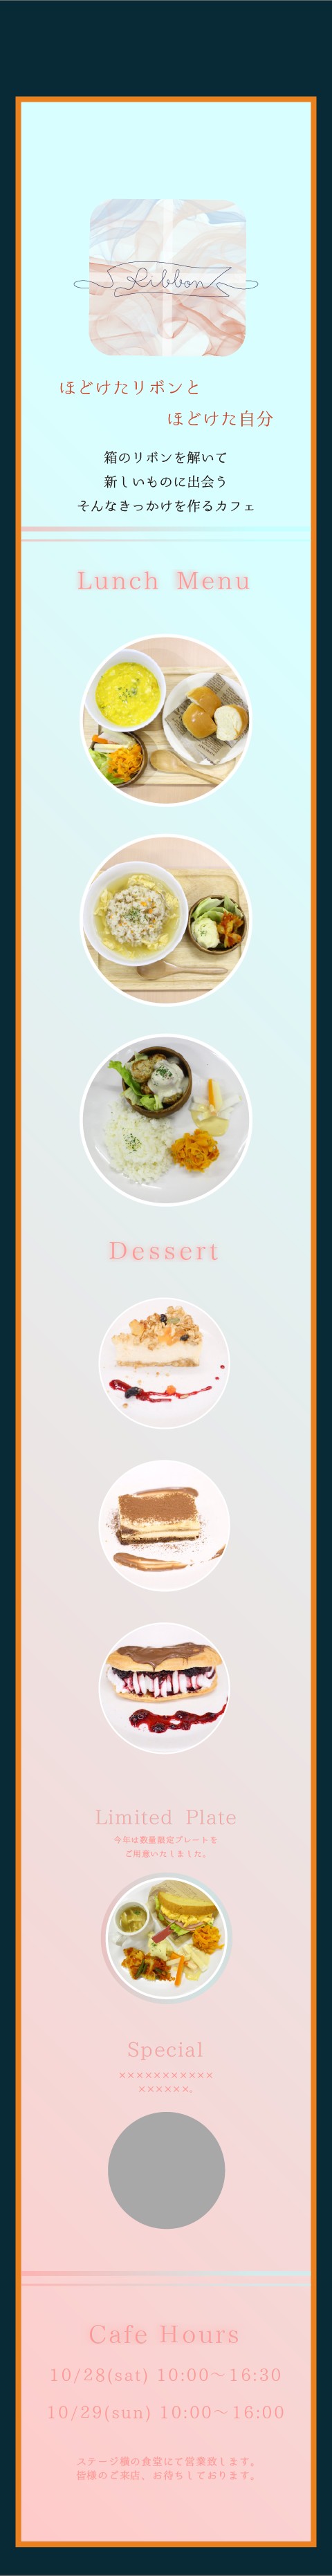 Ribbon
ほどけたリボンと
ほどけた自分
箱のリボンを解いて
新しいものに出会う
そんなきっかけを作るカフェ
Lunch Menu
Dessert
Limited Plate
今年は数量限定プレートを
ご用意いたしました。
Special
×××××××××××
××××××。
Cafe Hours
10/28(sat) 10:00〜16:30
10/29(sun) 10:00〜16:00
ステージ横の食堂にて営業致します。
皆様のご来店、お待ちしております。